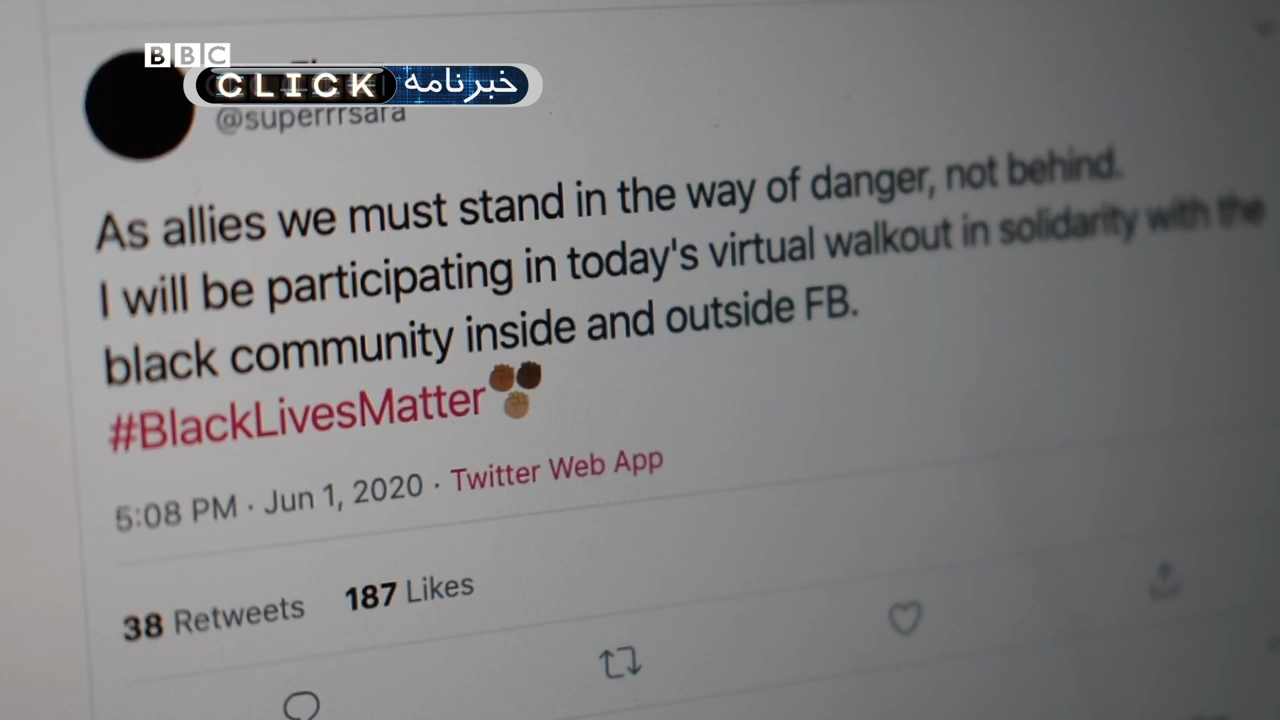 BBC
CLICK خبرنامه
@superrrsara
As allies we must stand in the way of danger, not behind.
I will be participating in today's virtual walkout in solidarity with the
black community inside and outside FB.
#BlackLivesMatter
5:08 PM · Jun 1, 2020 · Twitter Web App
38 Retweets 187 Likes